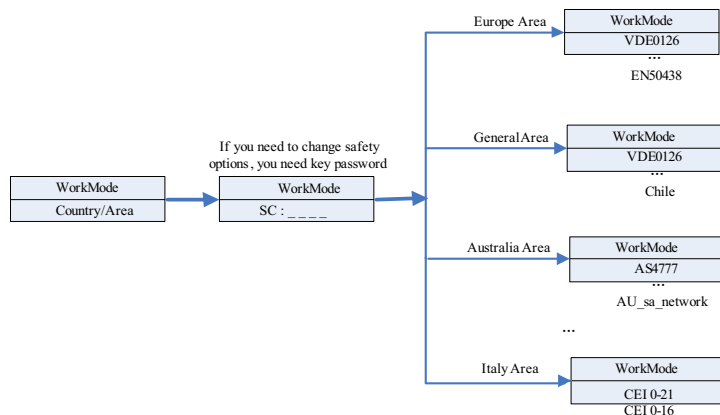 Europe Area
WorkMode
VDE0126
...
EN50438
If you need to change safety
options, you need key password
General Area
WorkMode
VDE0126
...
Chile
WorkMode
Country/Area
WorkMode
SC : _ _ _ _
Australia Area
WorkMode
AS4777
...
AU_sa_network
...
Italy Area
WorkMode
CEI 0-21
CEI 0-16